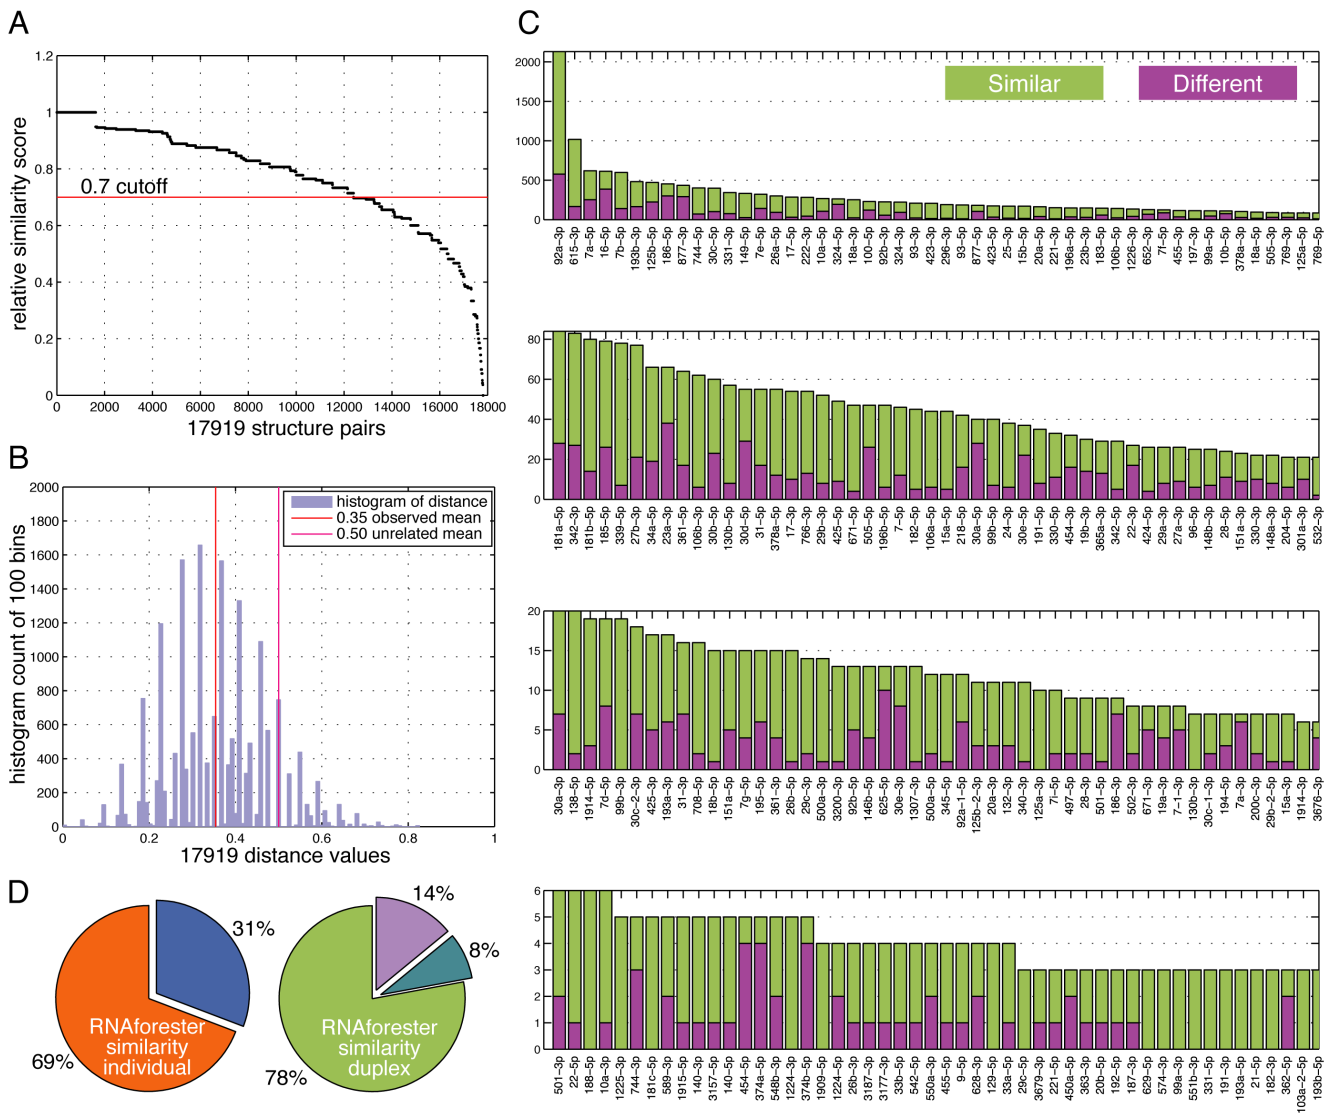 A
1.2
1
0.8
0.6
0.4
0.2
0
relative similarity score
0.7 cutoff
0 2000 4000 6000 8000 10000 12000 14000 16000 18000
17919 structure pairs
B
2000
1800
1600
1400
1200
1000
800
600
400
200
0
histogram count of 100 bins
histogram of distance
0.35 observed mean
0.50 unrelated mean
0 0.2 0.4 0.6 0.8 1
17919 distance values
D
31%
69%
RNAforester
similarity
individual
14%
8%
78%
RNAforester
similarity
duplex
C
Similar
Different
2000
1500
1000
500
0
92a-3p 615-3p 7a-5p 16-5p 7b-5p 193b-3p 125b-5p 186-5p 877-3p 744-5p 30c-5p 331-3p 149-5p 7e-5p 26a-5p 17-5p 222-3p 10a-5p 324-5p 18a-3p 100-5p 92b-3p 324-3p 93-3p 423-3p 296-3p 93-5p 877-5p 423-5p 25-3p 15b-5p 20a-5p 221-3p 196a-5p 23b-3p 183-5p 106b-5p 1226-3p 652-3p 7f-5p 455-3p 197-3p 99a-5p 10b-5p 378a-3p 18a-5p 505-3p 769-3p 125a-5p 769-5p
80
60
40
20
0
181a-5p 342-3p 181b-5p 185-5p 339-5p 27b-3p 34a-5p 23a-3p 361-5p 106b-3p 30b-5p 130b-5p 30d-5p 31-5p 378a-5p 17-3p 766-3p 29b-3p 425-5p 671-5p 505-5p 196b-5p 7-5p 182-5p 106a-5p 15a-5p 218-5p 30a-5p 99b-5p 24-3p 30e-5p 191-5p 330-5p 454-3p 19b-3p 365a-3p 342-5p 22-3p 424-5p 29a-3p 27a-3p 96-5p 148b-3p 28-5p 151a-3p 330-3p 148a-3p 204-5p 301a-3p 532-3p
20
15
10
5
0
30a-3p 138-5p 1914-5p 7d-5p 99b-3p 30c-2-3p 425-3p 193a-3p 31-3p 708-5p 18b-5p 151a-5p 7g-5p 195-5p 361-3p 26b-5p 29c-3p 500a-3p 3200-3p 92b-5p 146b-5p 625-5p 30e-3p 1307-3p 500a-5p 345-5p 92a-1-5p 125b-2-3p 20a-3p 132-3p 340-3p 125a-3p 7i-5p 497-5p 28-3p 501-5p 186-3p 502-3p 671-3p 19a-3p 7-1-3p 130b-3p 30c-1-3p 194-5p 7a-3p 200c-3p 29b-2-5p 15a-3p 1914-3p 3676-3p
6
5
4
3
2
1
0
501-3p 22-5p 188-5p 10a-3p 1225-3p 744-3p 181c-5p 589-3p 1915-5p 140-3p 3157-5p 140-5p 454-5p 374a-5p 548b-3p 1224-3p 374b-5p 1909-5p 1224-5p 26b-3p 3187-3p 3177-3p 33b-5p 542-5p 550a-3p 455-5p 9-5p 628-3p 129-5p 33a-5p 29c-5p 3679-3p 221-5p 450a-5p 363-3p 20b-5p 192-5p 187-3p 629-5p 574-3p 99a-3p 551b-3p 331-5p 191-3p 193a-5p 21-5p 182-3p 362-5p 103a-2-5p 193b-5p